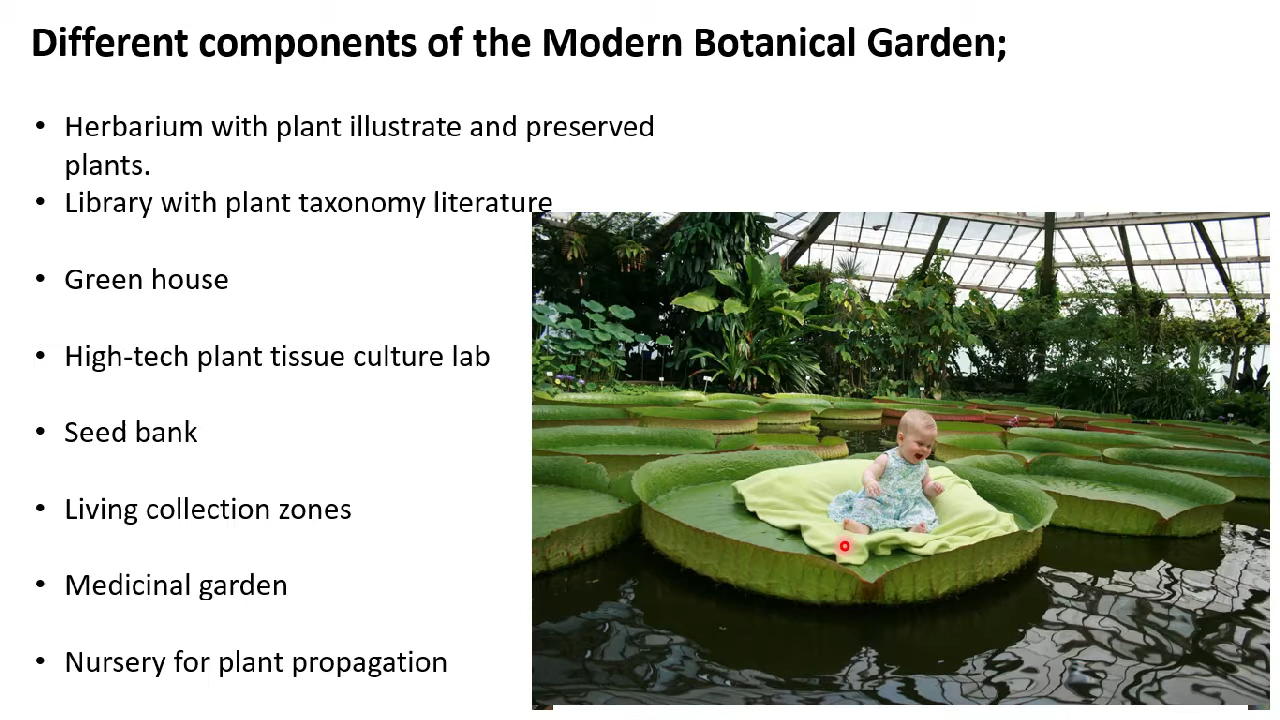 Different components of the Modern Botanical Garden;
• Herbarium with plant illustrate and preserved
plants.
• Library with plant taxonomy literature
• Green house
• High-tech plant tissue culture lab
• Seed bank
• Living collection zones
• Medicinal garden
• Nursery for plant propagation